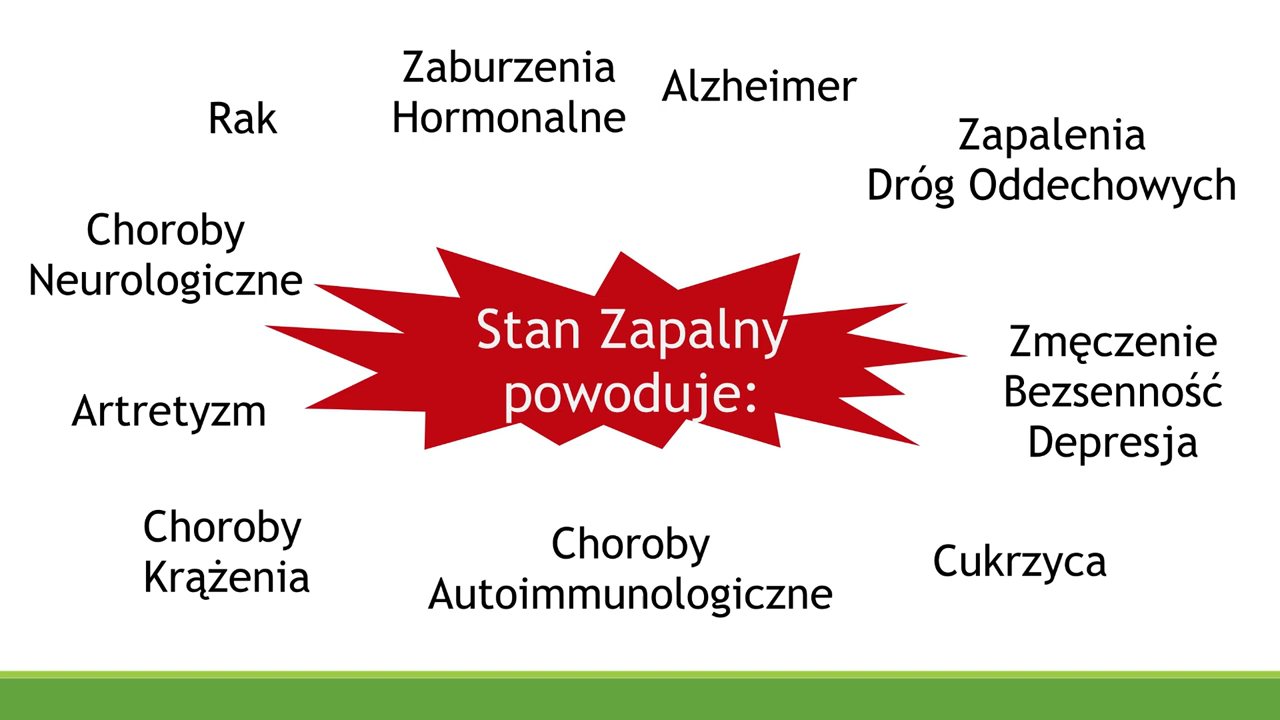 Rak
Zaburzenia
Hormonalne
Alzheimer
Zapalenia
Dróg Oddechowych
Choroby
Neurologiczne
Stan Zapalny
powoduje:
Zmęczenie
Bezsenność
Depresja
Artretyzm
Choroby
Krążenia
Choroby
Autoimmunologiczne
Cukrzyca